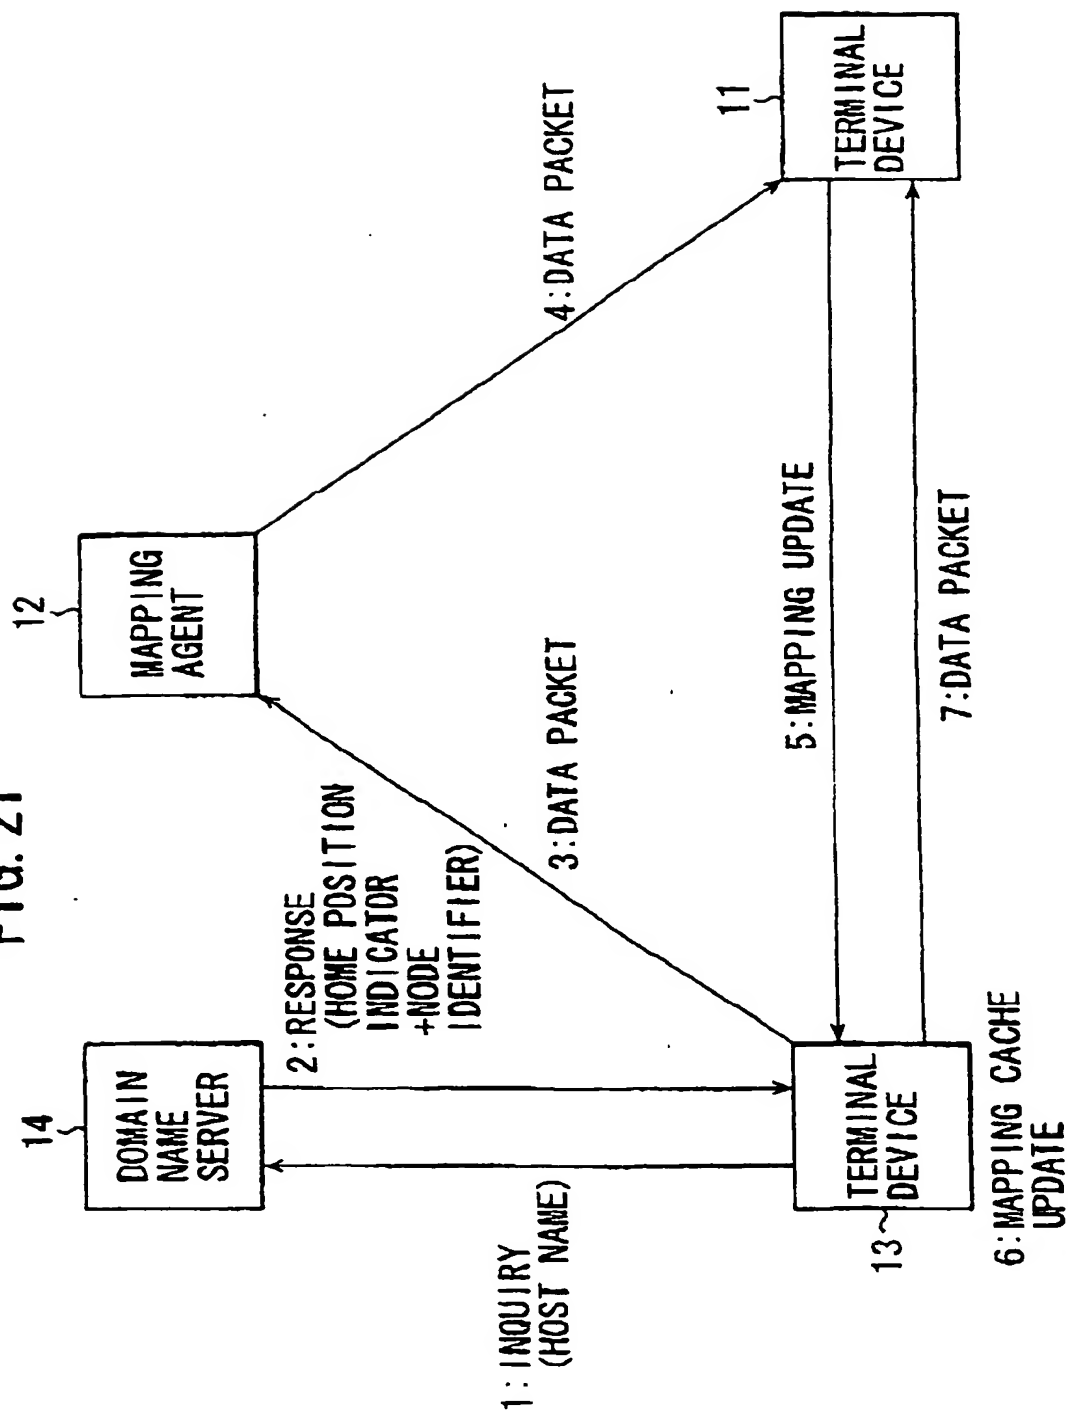 FIG. 21
14
DOMAIN
NAME
SERVER
12
MAPPING
AGENT
11
TERMINAL
DEVICE
13
TERMINAL
DEVICE
1:INQUIRY
(HOST NAME)
2:RESPONSE
(HOME POSITION
INDICATOR
+NODE
IDENTIFIER)
3:DATA PACKET
4:DATA PACKET
5:MAPPING UPDATE
6:MAPPING CACHE
UPDATE
7:DATA PACKET